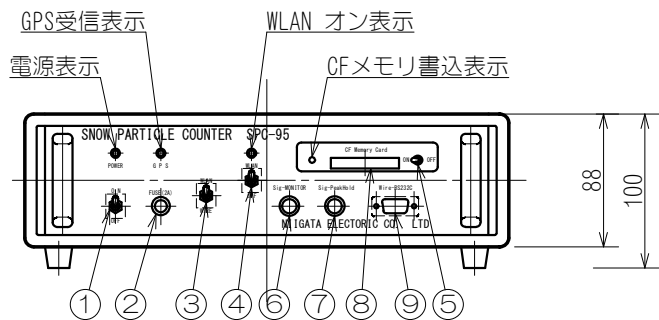 GPS受信表示
WLAN オン表示
電源表示
CFメモリ書込表示
SNOW PARTICLE COUNTER SPC-95
CF Memory Card
POWER
G P S
WLAN
ON
OFF
O N
FUSE(2A)
WLAN
Sig-MONITOR
Sig-PeakHold
Wire-RS232C
OFF
NIIGATA ELECTORIC CO. LTD
88
100
① ② ③ ④ ⑥ ⑦ ⑧ ⑨ ⑤